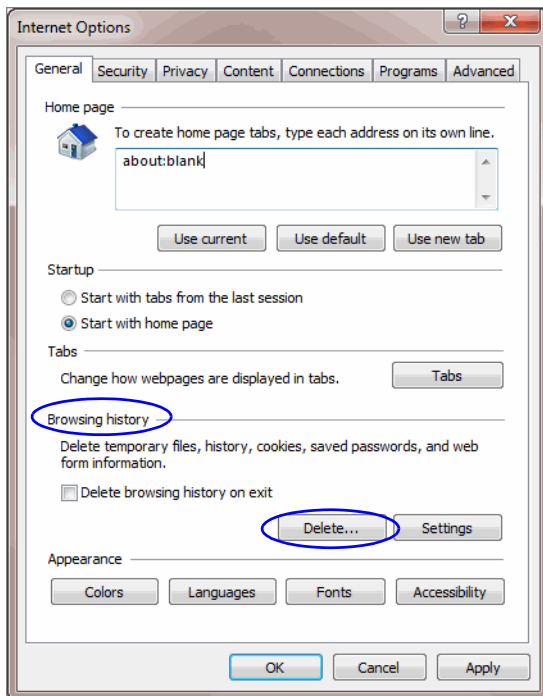 Internet Options
?
X
General Security Privacy Content Connections Programs Advanced
Home page
To create home page tabs, type each address on its own line.
about:blank
Use current Use default Use new tab
Startup
Start with tabs from the last session
Start with home page
Tabs
Change how webpages are displayed in tabs. Tabs
Browsing history
Delete temporary files, history, cookies, saved passwords, and web
form information.
Delete browsing history on exit
Delete... Settings
Appearance
Colors Languages Fonts Accessibility
OK Cancel Apply